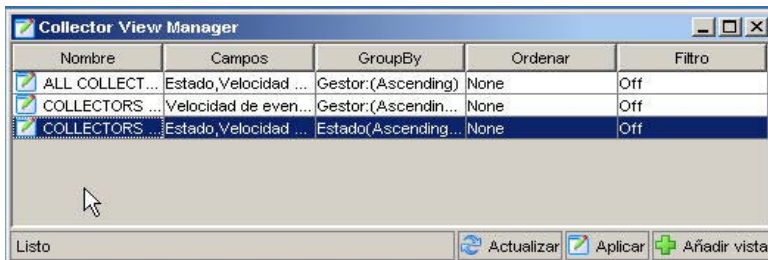 Collector View Manager
Nombre Campos GroupBy Ordenar Filtro
ALL COLLECT... Estado,Velocidad ... Gestor:(Ascending) None Off
COLLECTORS ... Velocidad de even... Gestor:(Ascendin... None Off
COLLECTORS ... Estado,Velocidad ... Estado(Ascending... None Off
Listo Actualizar Aplicar Añadir vista